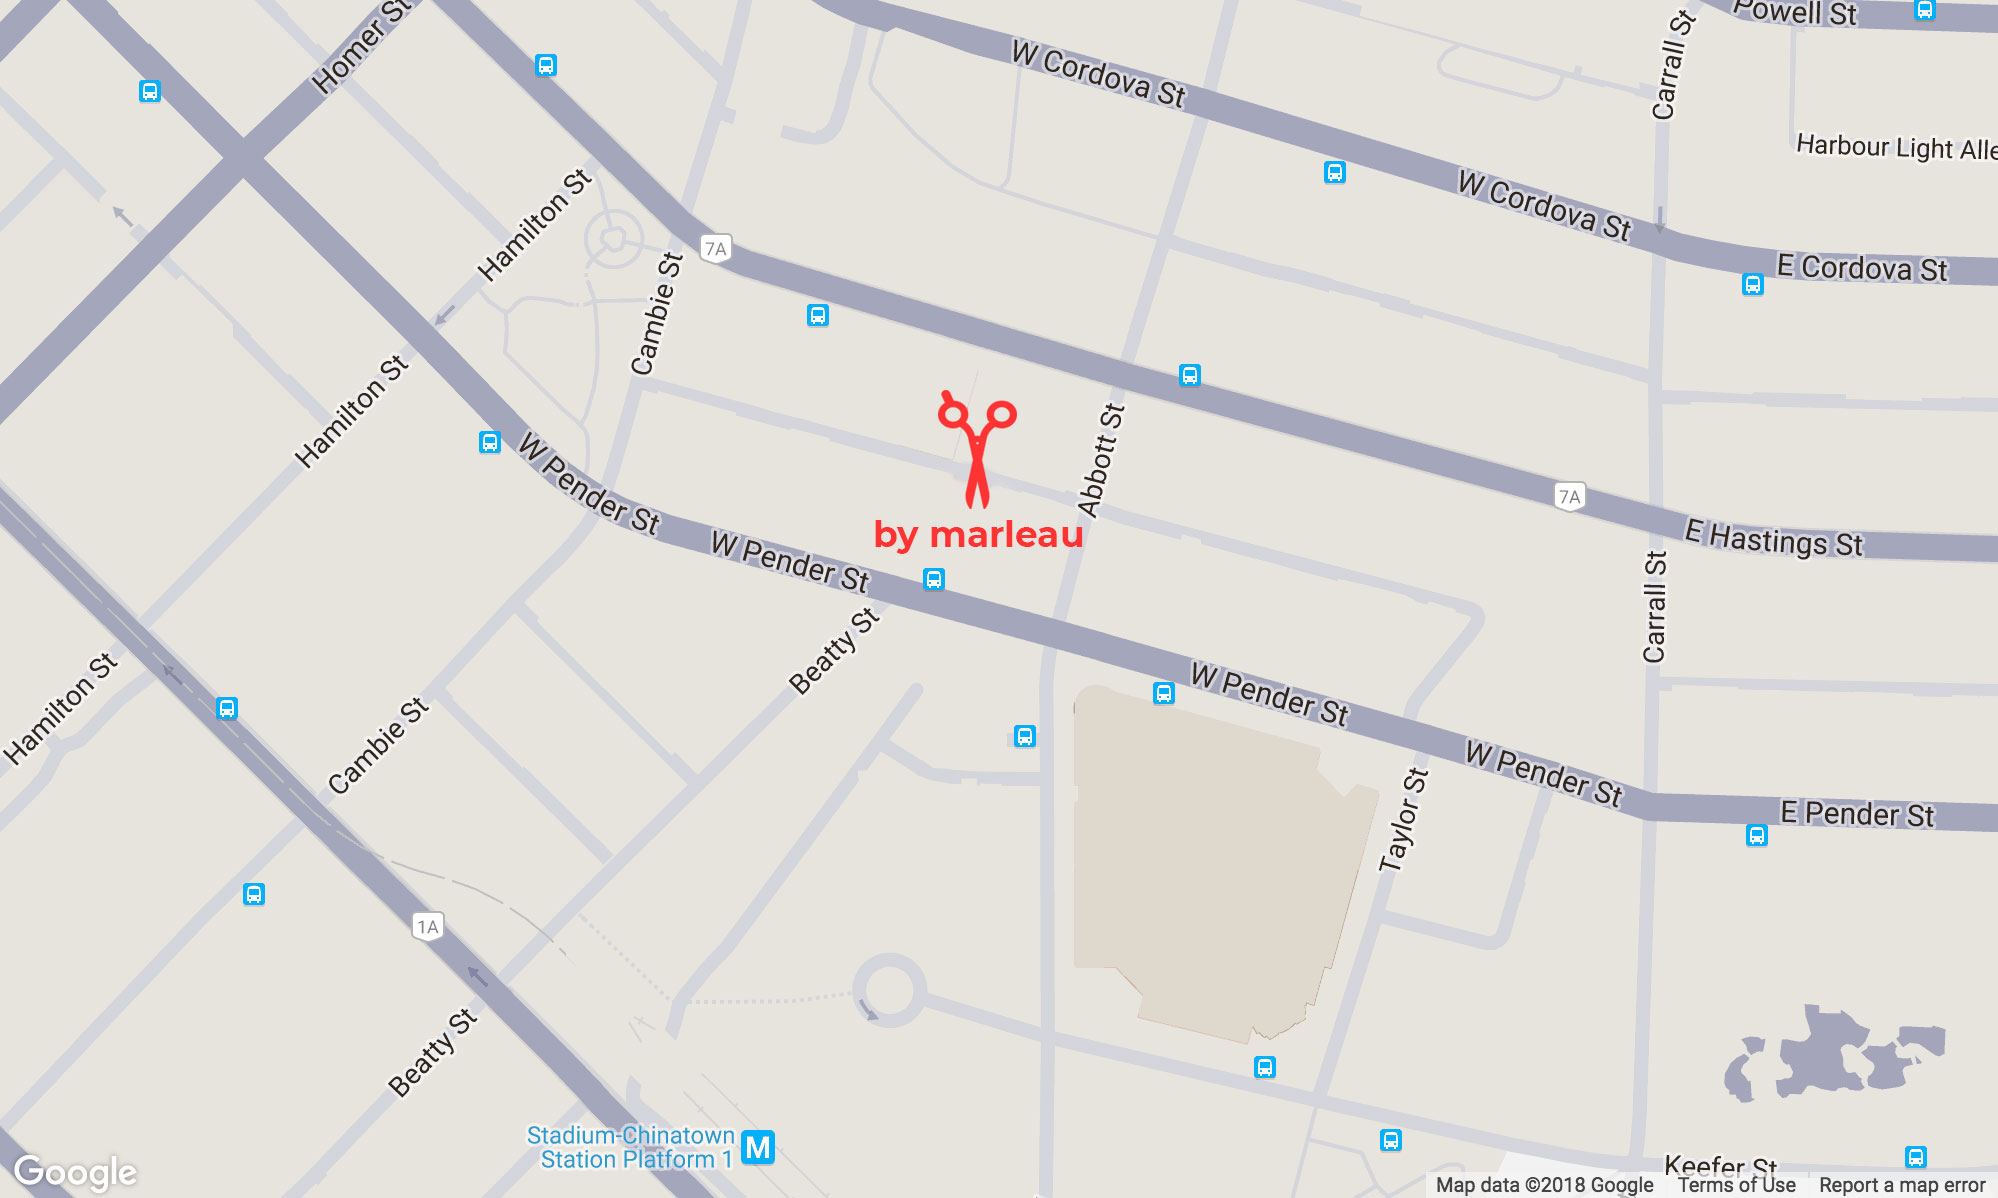 Powell St
Homer St
W Cordova St
Carrall St
Harbour Light Alle
Hamilton St
W Cordova St
7A
Cambie St
E Cordova St
Hamilton St
W Pender St
Abbott St
7A
by marleau
E Hastings St
W Pender St
Carrall St
Beatty St
Hamilton St
W Pender St
Cambie St
W Pender St
Taylor St
E Pender St
1A
Beatty St
Stadium-Chinatown
Station Platform 1
M
Keefer St
Google
Map data ©2018 Google Terms of Use Report a map error